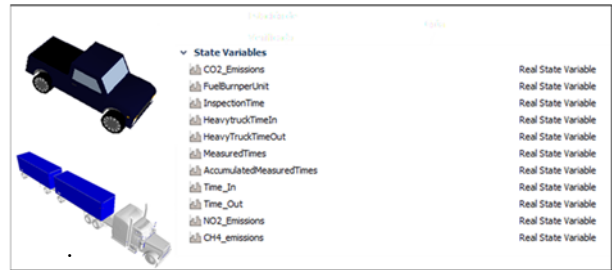 State Variables
CO2_Emissions Real State Variable
FuelBurnperUnit Real State Variable
InspectionTime Real State Variable
HeavytruckTimeIn Real State Variable
HeavyTruckTimeOut Real State Variable
MeasuredTimes Real State Variable
AccumulatedMeasuredTimes Real State Variable
Time_In Real State Variable
Time_Out Real State Variable
NO2_Emissions Real State Variable
CH4_emissions Real State Variable